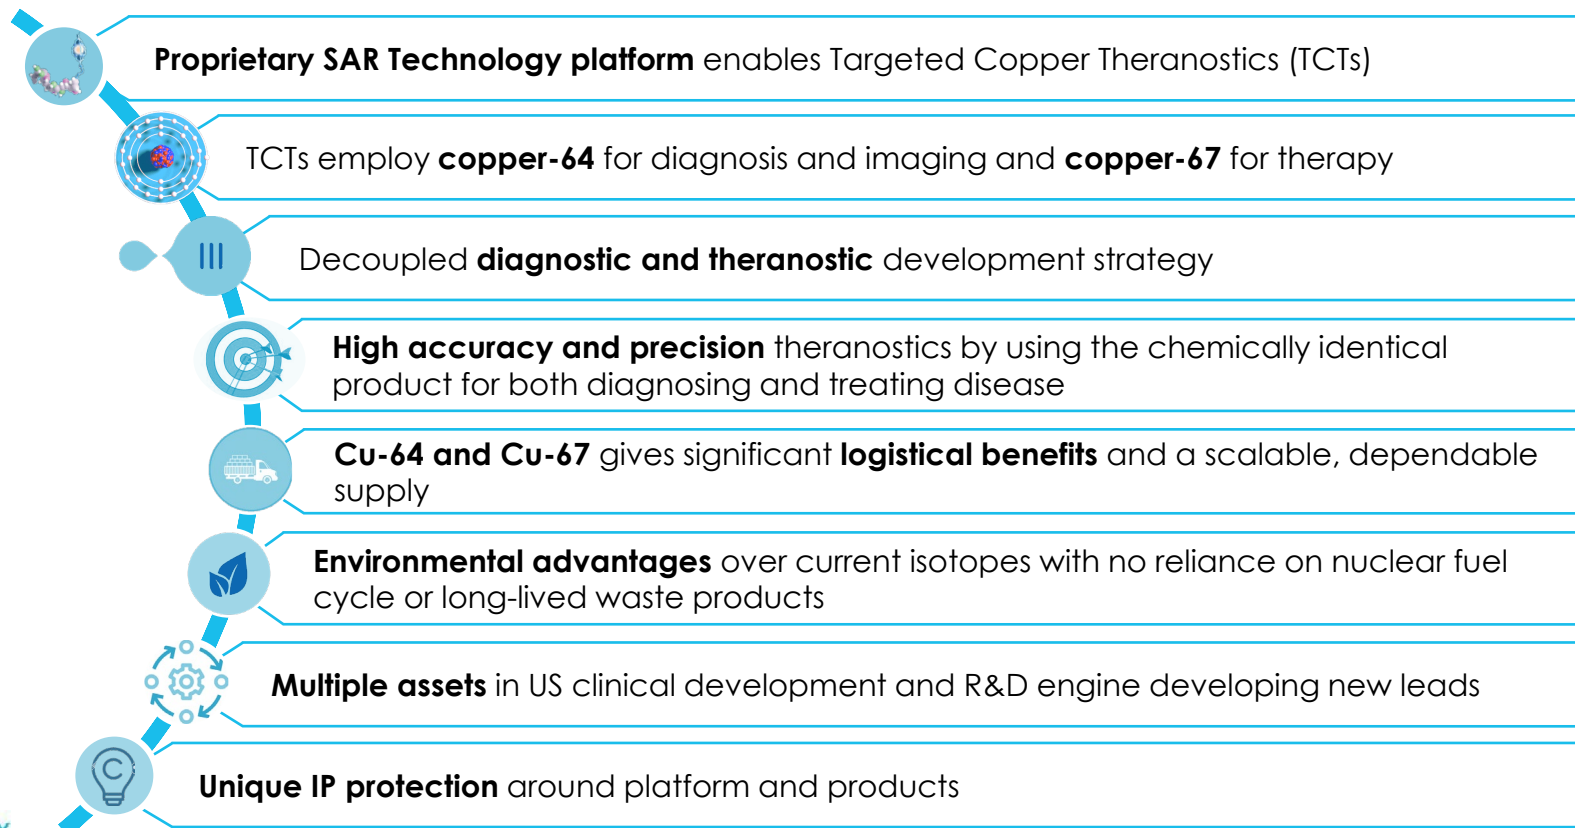 Proprietary SAR Technology platform enables Targeted Copper Theranostics (TCTs)
TCTs employ copper-64 for diagnosis and imaging and copper-67 for therapy
III
Decoupled diagnostic and theranostic development strategy
High accuracy and precision theranostics by using the chemically identical
product for both diagnosing and treating disease
Cu-64 and Cu-67 gives significant logistical benefits and a scalable, dependable
supply
Environmental advantages over current isotopes with no reliance on nuclear fuel
cycle or long-lived waste products
Multiple assets in US clinical development and R&D engine developing new leads
C
Unique IP protection around platform and products